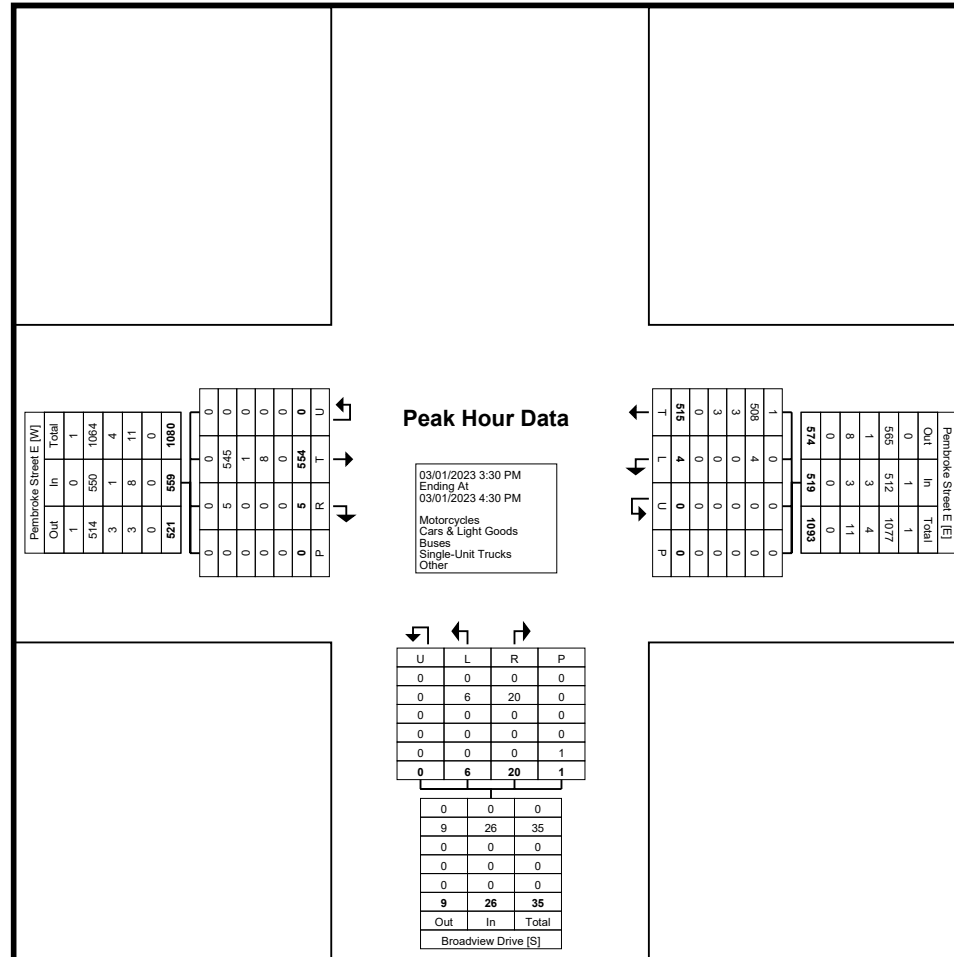 Peak Hour Data
03/01/2023 3:30 PM
Ending At
03/01/2023 4:30 PM
Motorcycles
Cars & Light Goods
Buses
Single-Unit Trucks
Other
U T R P
0 554 5 0
0 0 0 0
0 8 0 0
0 1 0 0
0 545 5 0
0 0 0 0
1080 559 521
0 0 0
11 8 3
4 1 3
1064 550 514
1 0 1
Total In Out
Pembroke Street E [W]
Pembroke Street E [E]
Out In Total
0 1 1
565 512 1077
1 3 4
8 3 11
0 0 0
574 519 1093
1 0 0 0
508 4 0 0
3 0 0 0
3 0 0 0
0 0 0 0
515 4 0 0
T L U P
U L R P
0 0 0 0
0 6 20 0
0 0 0 0
0 0 0 0
0 0 0 1
0 6 20 1
0 0 0
9 26 35
0 0 0
0 0 0
0 0 0
9 26 35
Out In Total
Broadview Drive [S]